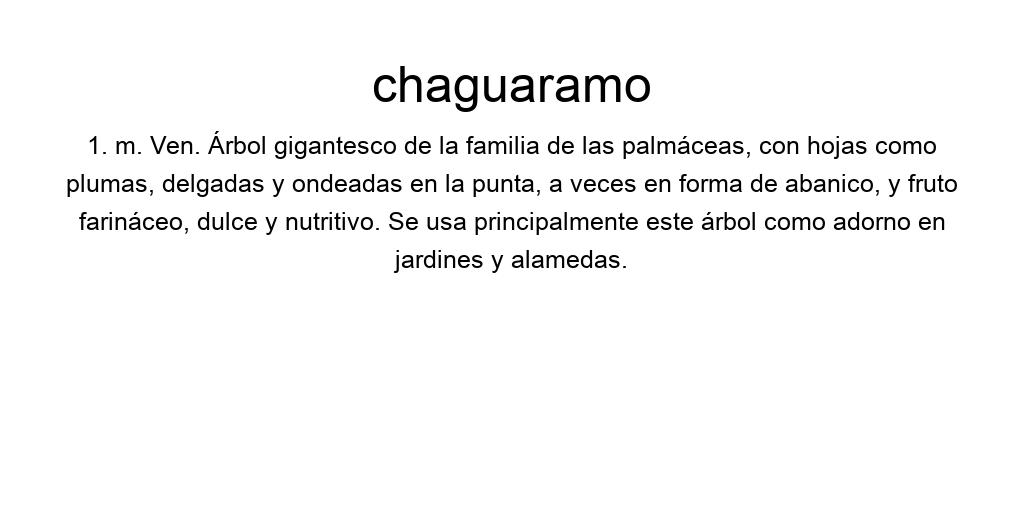 chaguaramo
1. m. Ven. Árbol gigantesco de la familia de las palmáceas, con hojas como
plumas, delgadas y ondeadas en la punta, a veces en forma de abanico, y fruto
farináceo, dulce y nutritivo. Se usa principalmente este árbol como adorno en
jardines y alamedas.